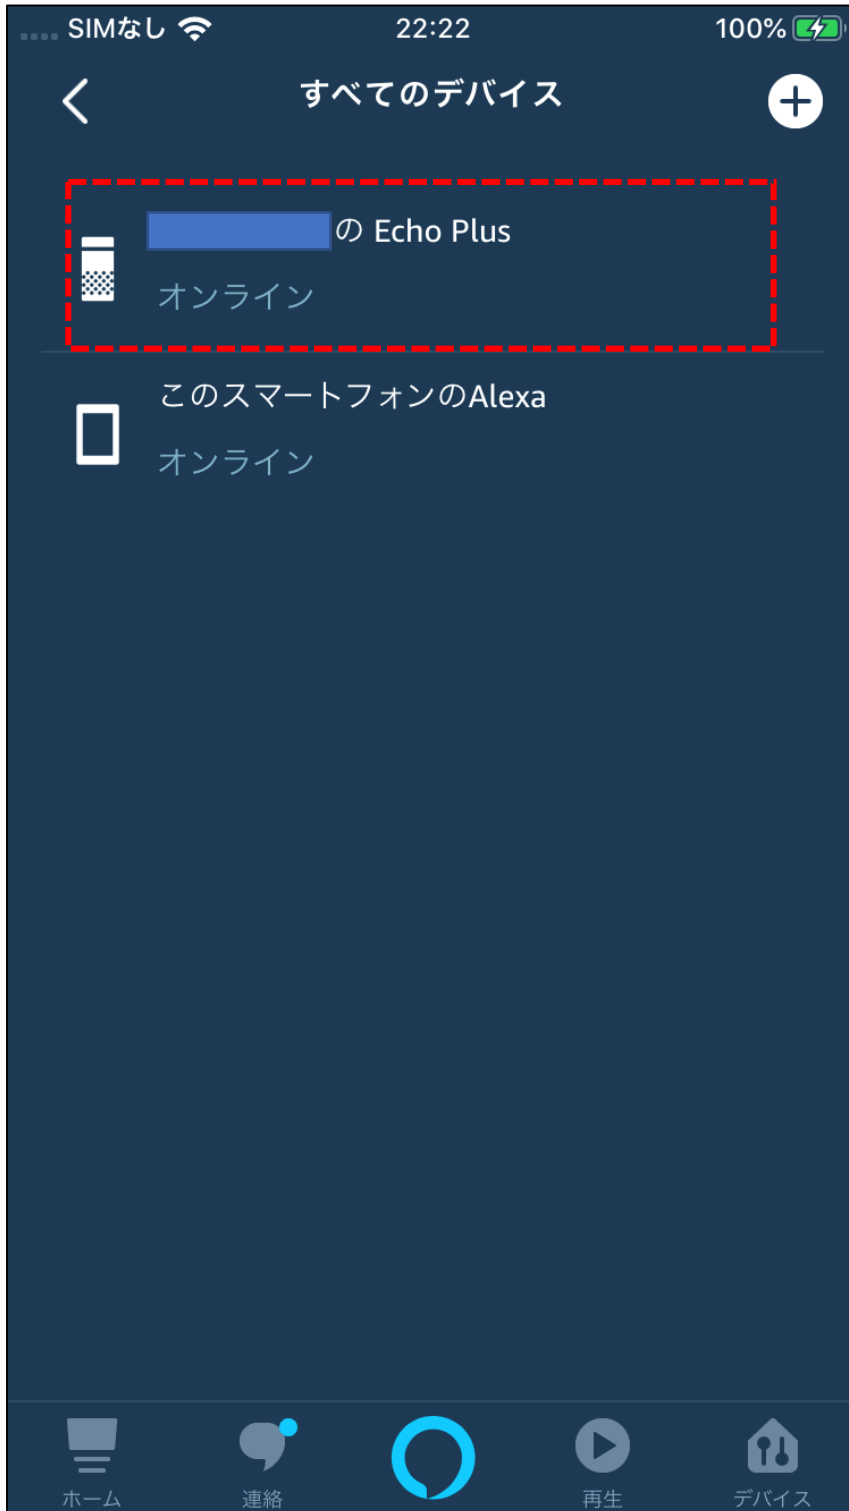 SIMなし 22:22 100%
すべてのデバイス
の Echo Plus
オンライン
このスマートフォンのAlexa
オンライン
ホーム 連絡 再生 デバイス